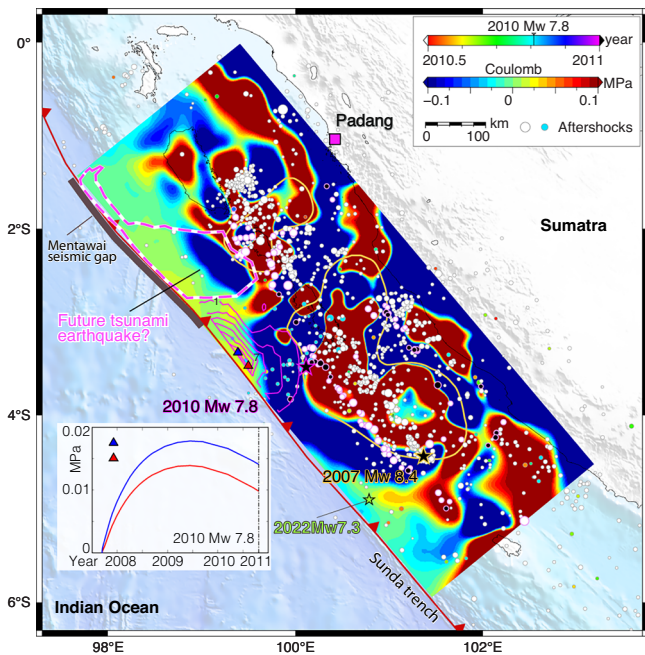 2010 Mw 7.8
year
2010.5
2011
Coulomb
MPa
−0.1
0
0.1
km
0
100
Aftershocks
0°
2°S
4°S
6°S
98°E
100°E
102°E
Padang
Sumatra
Mentawai
seismic gap
Future tsunami
earthquake?
1
2010 Mw 7.8
2007 Mw 8.4
2022Mw7.3
Sunda trench
Indian Ocean
0.02
MPa
0.01
0
2010 Mw 7.8
Year
2008
2009
2010
2011